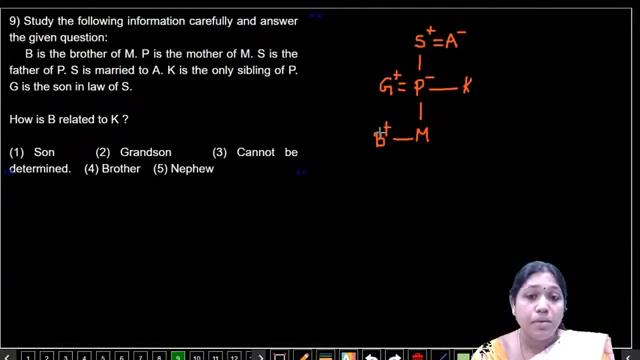 9) Study the following information carefully and answer
the given question:
B is the brother of M. P is the mother of M. S is the
father of P. S is married to A. K is the only sibling of P.
G is the son in law of S.
How is B related to K ?
(1) Son (2) Grandson (3) Cannot be
determined. (4) Brother (5) Nephew
S+ = A-
G+ = P- — K
B+ — M
1 2 3 4 5 6 7 8 9 10 11 12